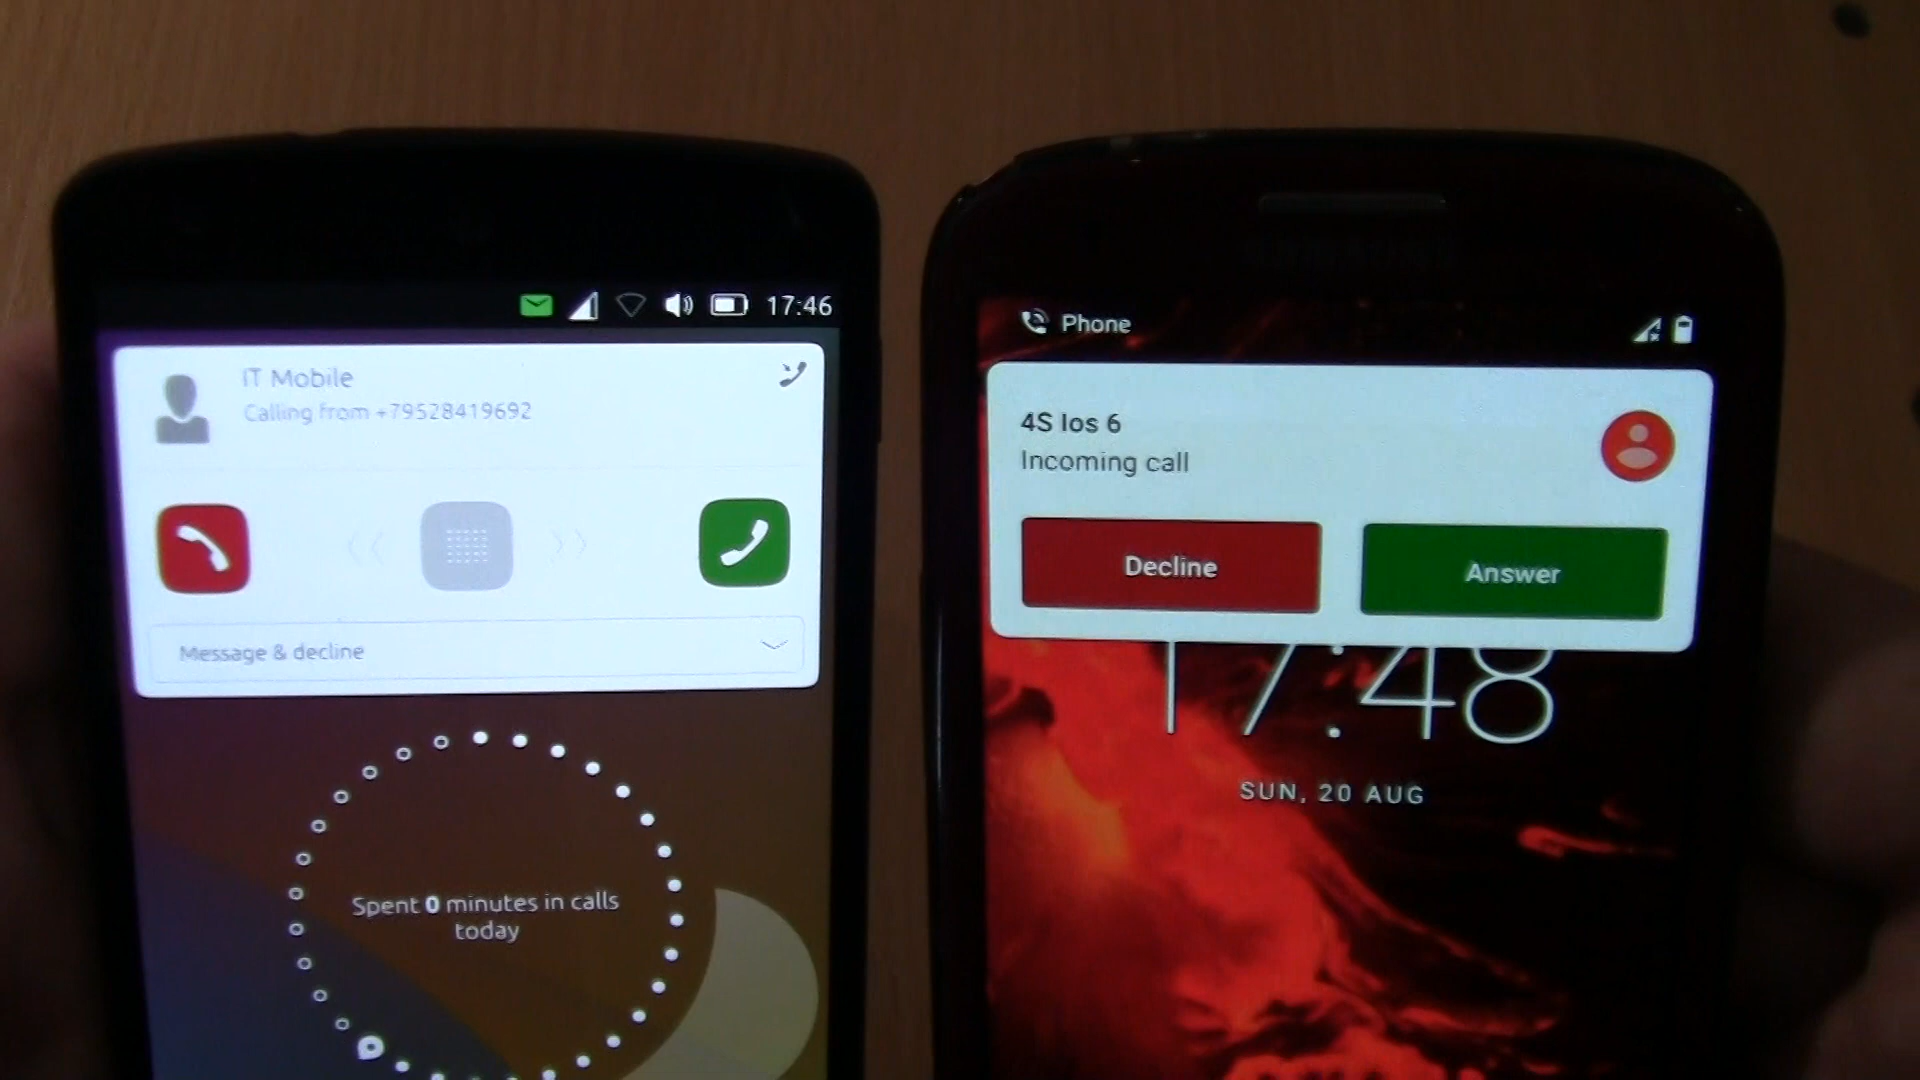 17:46
IT Mobile
Calling from +79528419692
Message & decline
Spent 0 minutes in calls
today
Phone
4S Ios 6
Incoming call
Decline
Answer
17:48
SUN, 20 AUG